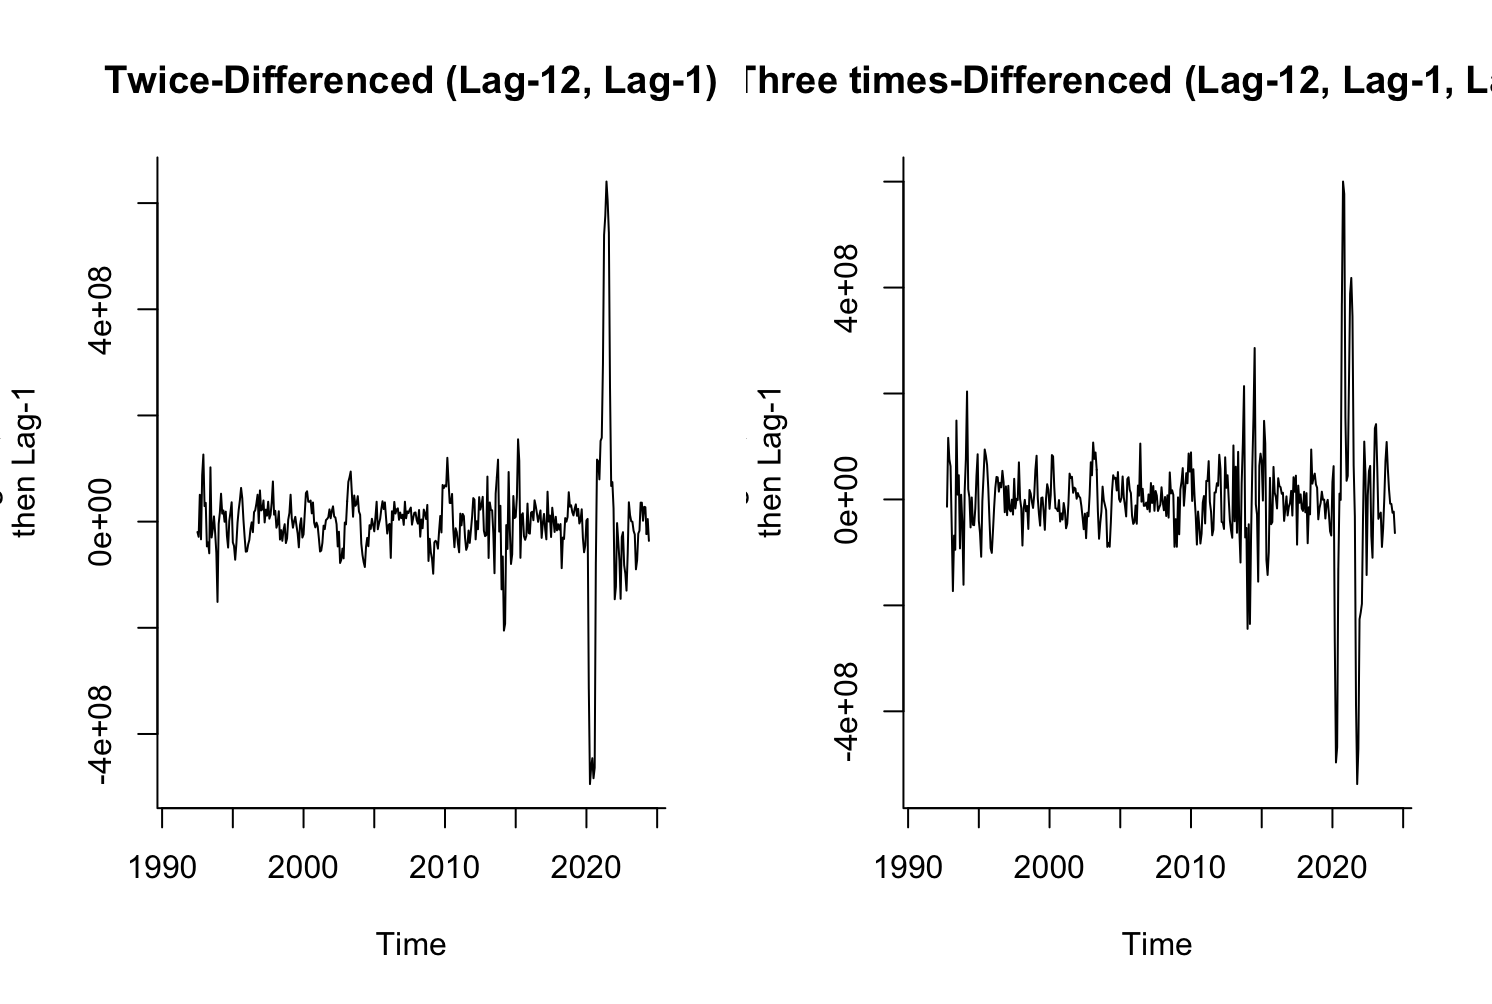 Twice-Differenced (Lag-12, Lag-1)
then Lag-1
4e+08
0e+00
-4e+08
1990 2000 2010 2020
Time
Three times-Differenced (Lag-12, Lag-1,
then Lag-1
4e+08
0e+00
-4e+08
1990 2000 2010 2020
Time